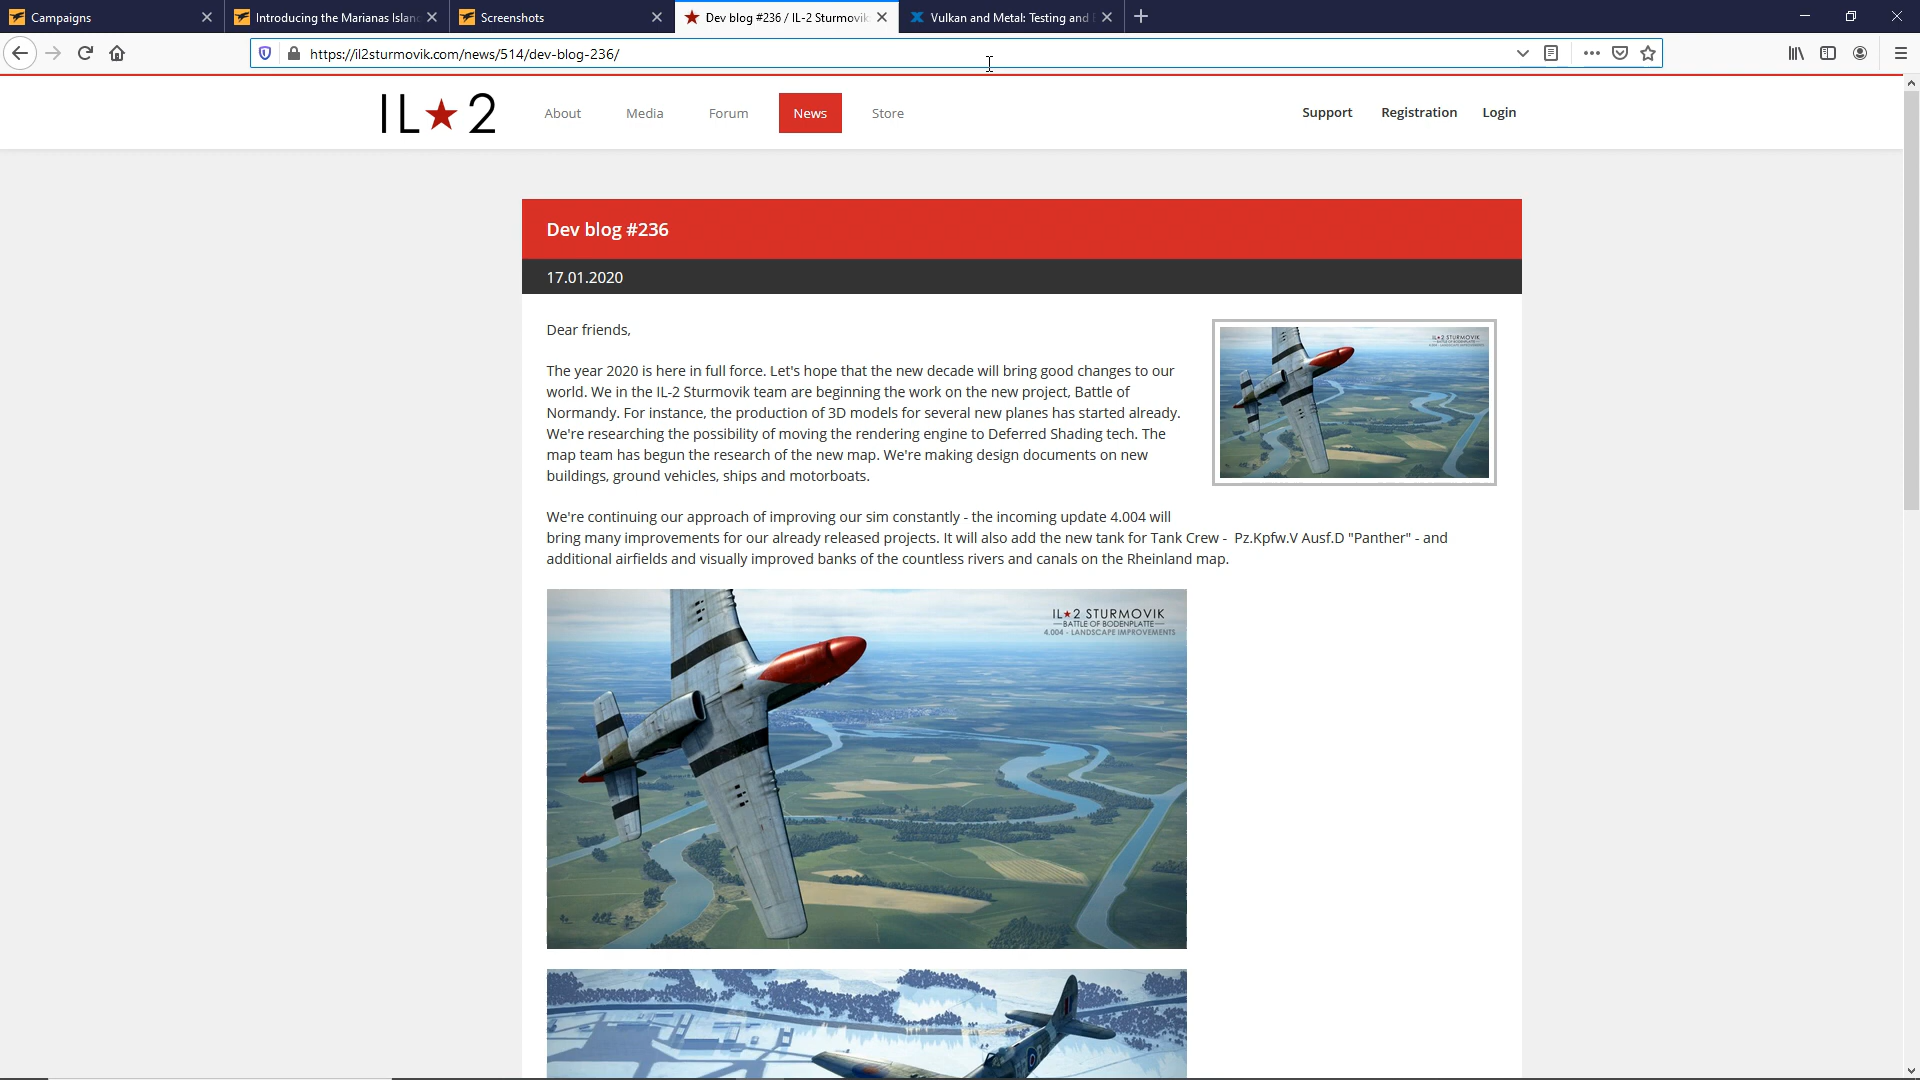 Campaigns
Introducing the Marianas Islan
Screenshots
Dev blog #236 / IL-2 Sturmovik
Vulkan and Metal: Testing and
https://il2sturmovik.com/news/514/dev-blog-236/
IL★2
About
Media
Forum
News
Store
Support
Registration
Login
Dev blog #236
17.01.2020
Dear friends,
The year 2020 is here in full force. Let's hope that the new decade will bring good changes to our
world. We in the IL-2 Sturmovik team are beginning the work on the new project, Battle of
Normandy. For instance, the production of 3D models for several new planes has started already.
We're researching the possibility of moving the rendering engine to Deferred Shading tech. The
map team has begun the research of the new map. We're making design documents on new
buildings, ground vehicles, ships and motorboats.
We're continuing our approach of improving our sim constantly - the incoming update 4.004 will
bring many improvements for our already released projects. It will also add the new tank for Tank Crew - Pz.Kpfw.V Ausf.D "Panther" - and
additional airfields and visually improved banks of the countless rivers and canals on the Rheinland map.
IL★2 STURMOVIK
IL★2 STURMOVIK
BATTLE OF BODENPLATTE
4.004 - LANDSCAPE IMPROVEMENTS